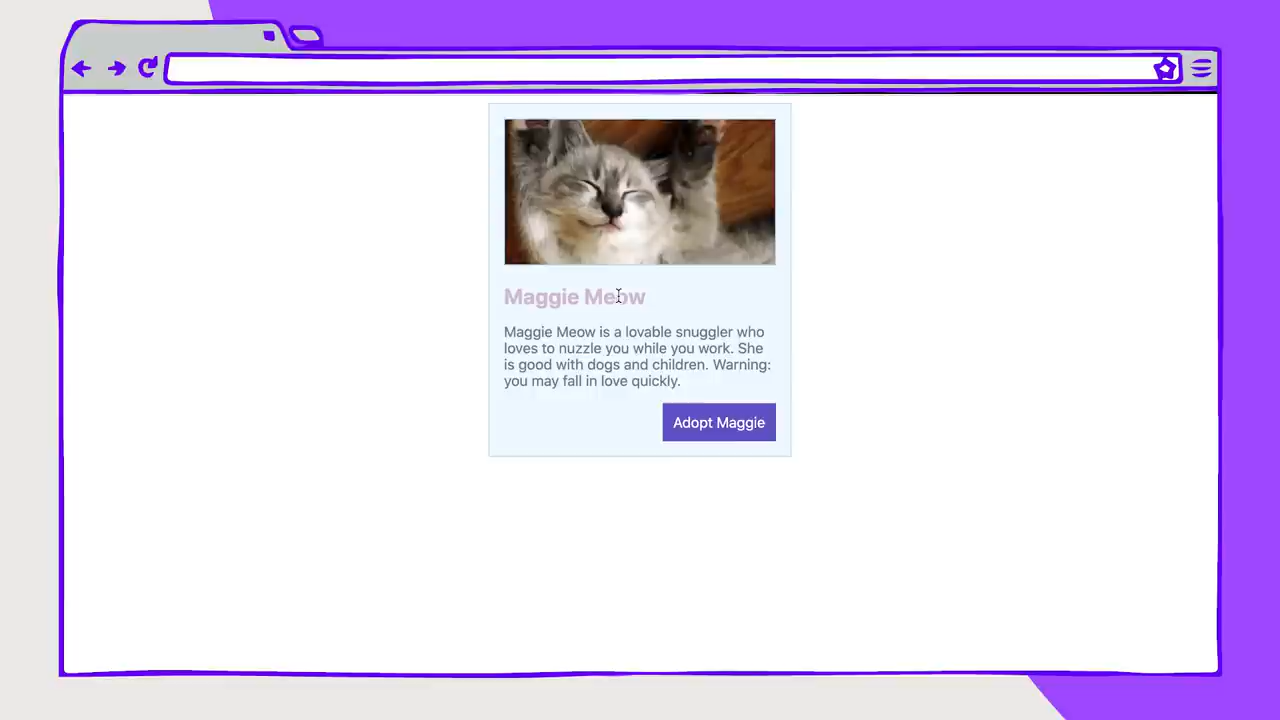 Maggie Meow
Maggie Meow is a lovable snuggler who
loves to nuzzle you while you work. She
is good with dogs and children. Warning:
you may fall in love quickly.
Adopt Maggie